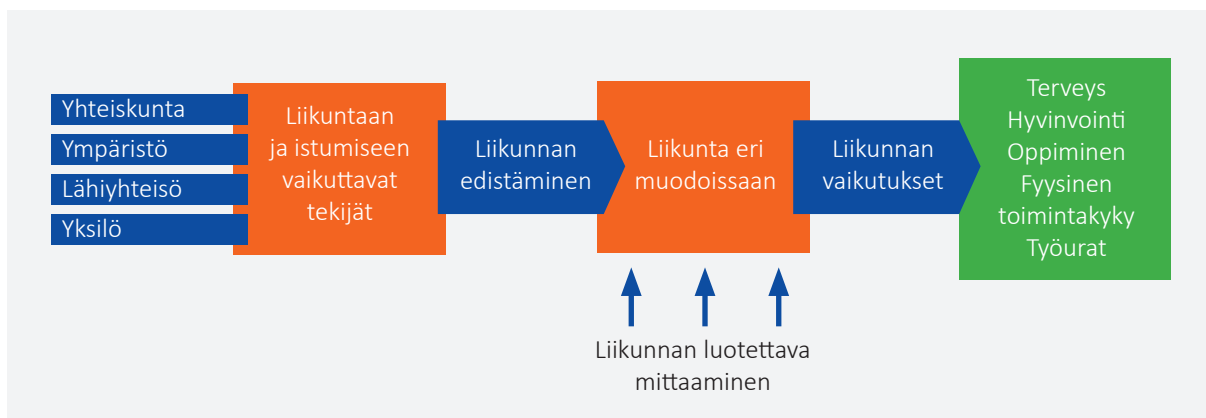 Yhteiskunta
Ympäristö
Lähiyhteisö
Yksilö
Liikuntaan
ja istumiseen
vaikuttavat
tekijät
Liikunnan
edistäminen
Liikunta eri
muodoissaan
Liikunnan
vaikutukset
Terveys
Hyvinvointi
Oppiminen
Fyysinen
toimintakyky
Työurat
Liikunnan luotettava
mittaaminen